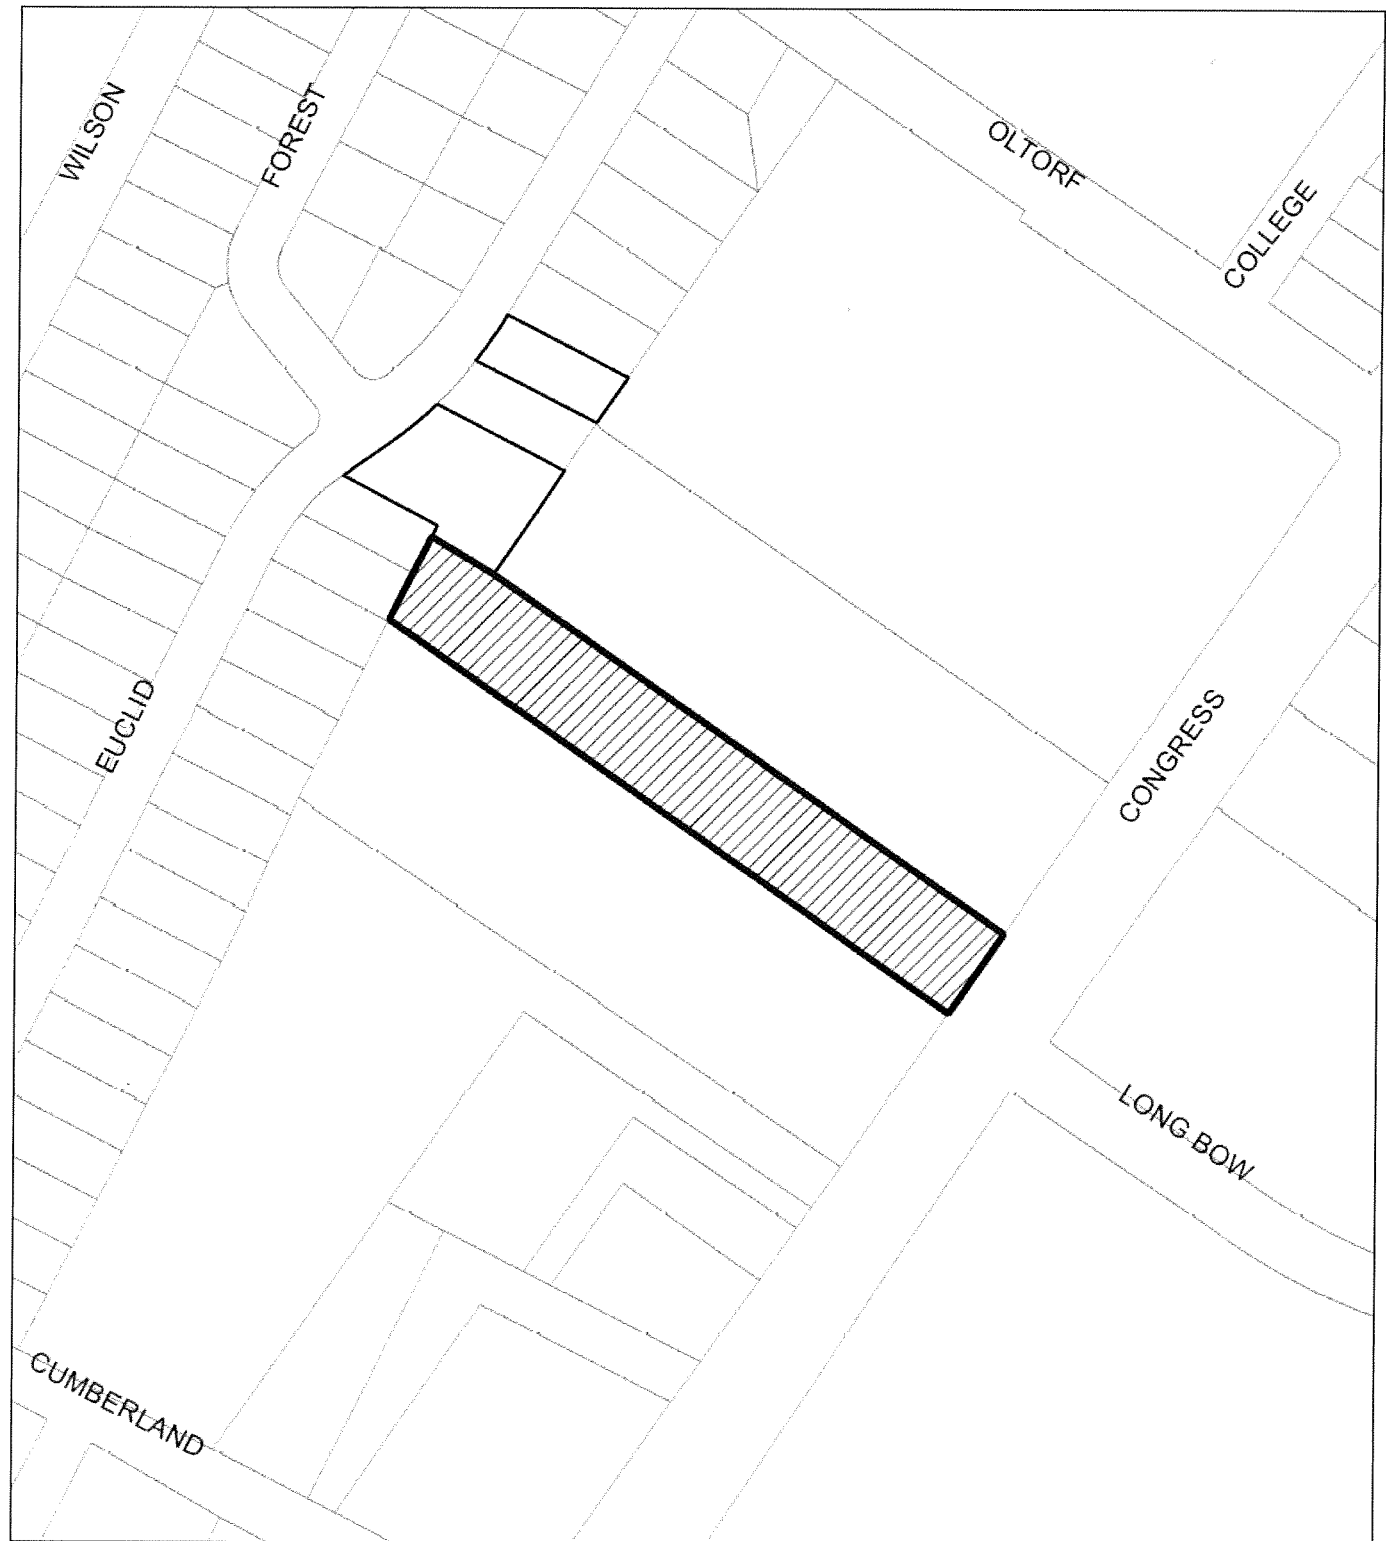 WILSON
FOREST
OLTORF
COLLEGE
EUCLID
CONGRESS
LONG BOW
CUMBERLAND